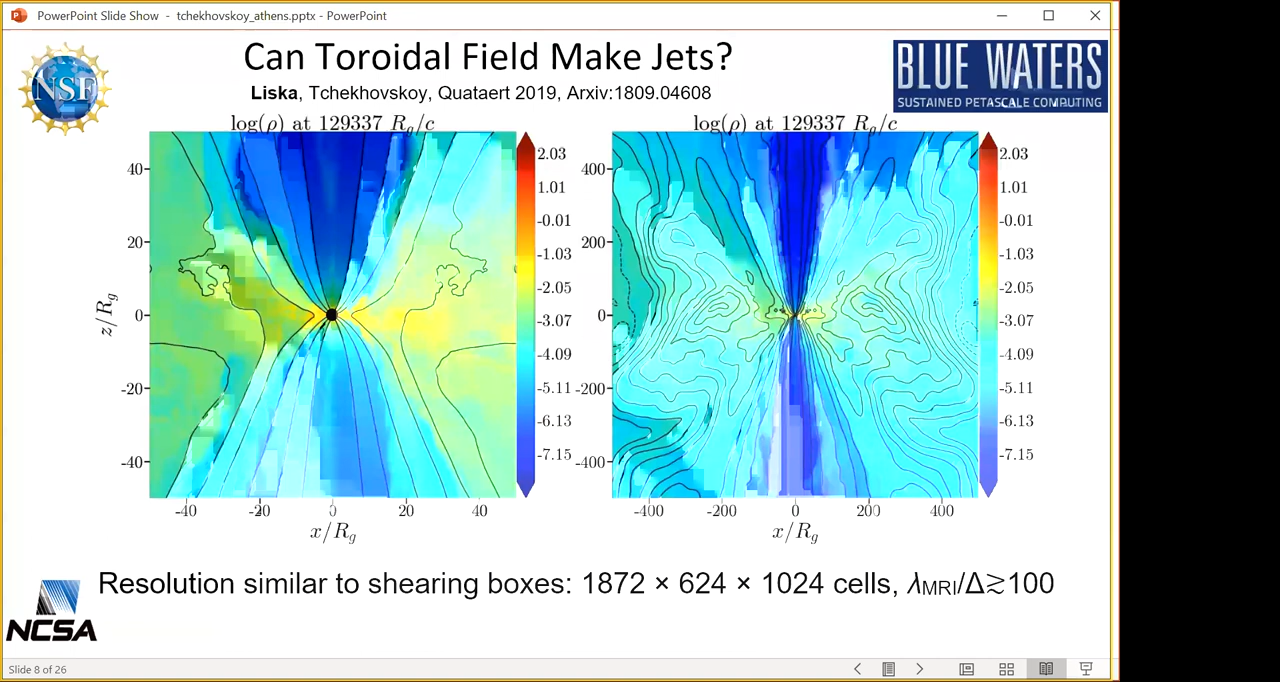 PowerPoint Slide Show - tchekhovskoy_athens.pptx - PowerPoint
NSF
Can Toroidal Field Make Jets?
BLUE WATERS
SUSTAINED PETASCALE COMPUTING
Liska, Tchekhovskoy, Quataert 2019, Arxiv:1809.04608
log(ρ) at 129337 R_g/c
log(ρ) at 129337 R_g/c
40
20
0
-20
-40
z/R_g
-40
-20
0
20
40
x/R_g
2.03
1.01
-0.01
-1.03
-2.05
-3.07
-4.09
-5.11
-6.13
-7.15
400
200
0
-200
-400
-400
-200
0
200
400
x/R_g
2.03
1.01
-0.01
-1.03
-2.05
-3.07
-4.09
-5.11
-6.13
-7.15
Resolution similar to shearing boxes: 1872 × 624 × 1024 cells, λMRI/Δ≳100
NCSA
Slide 8 of 26